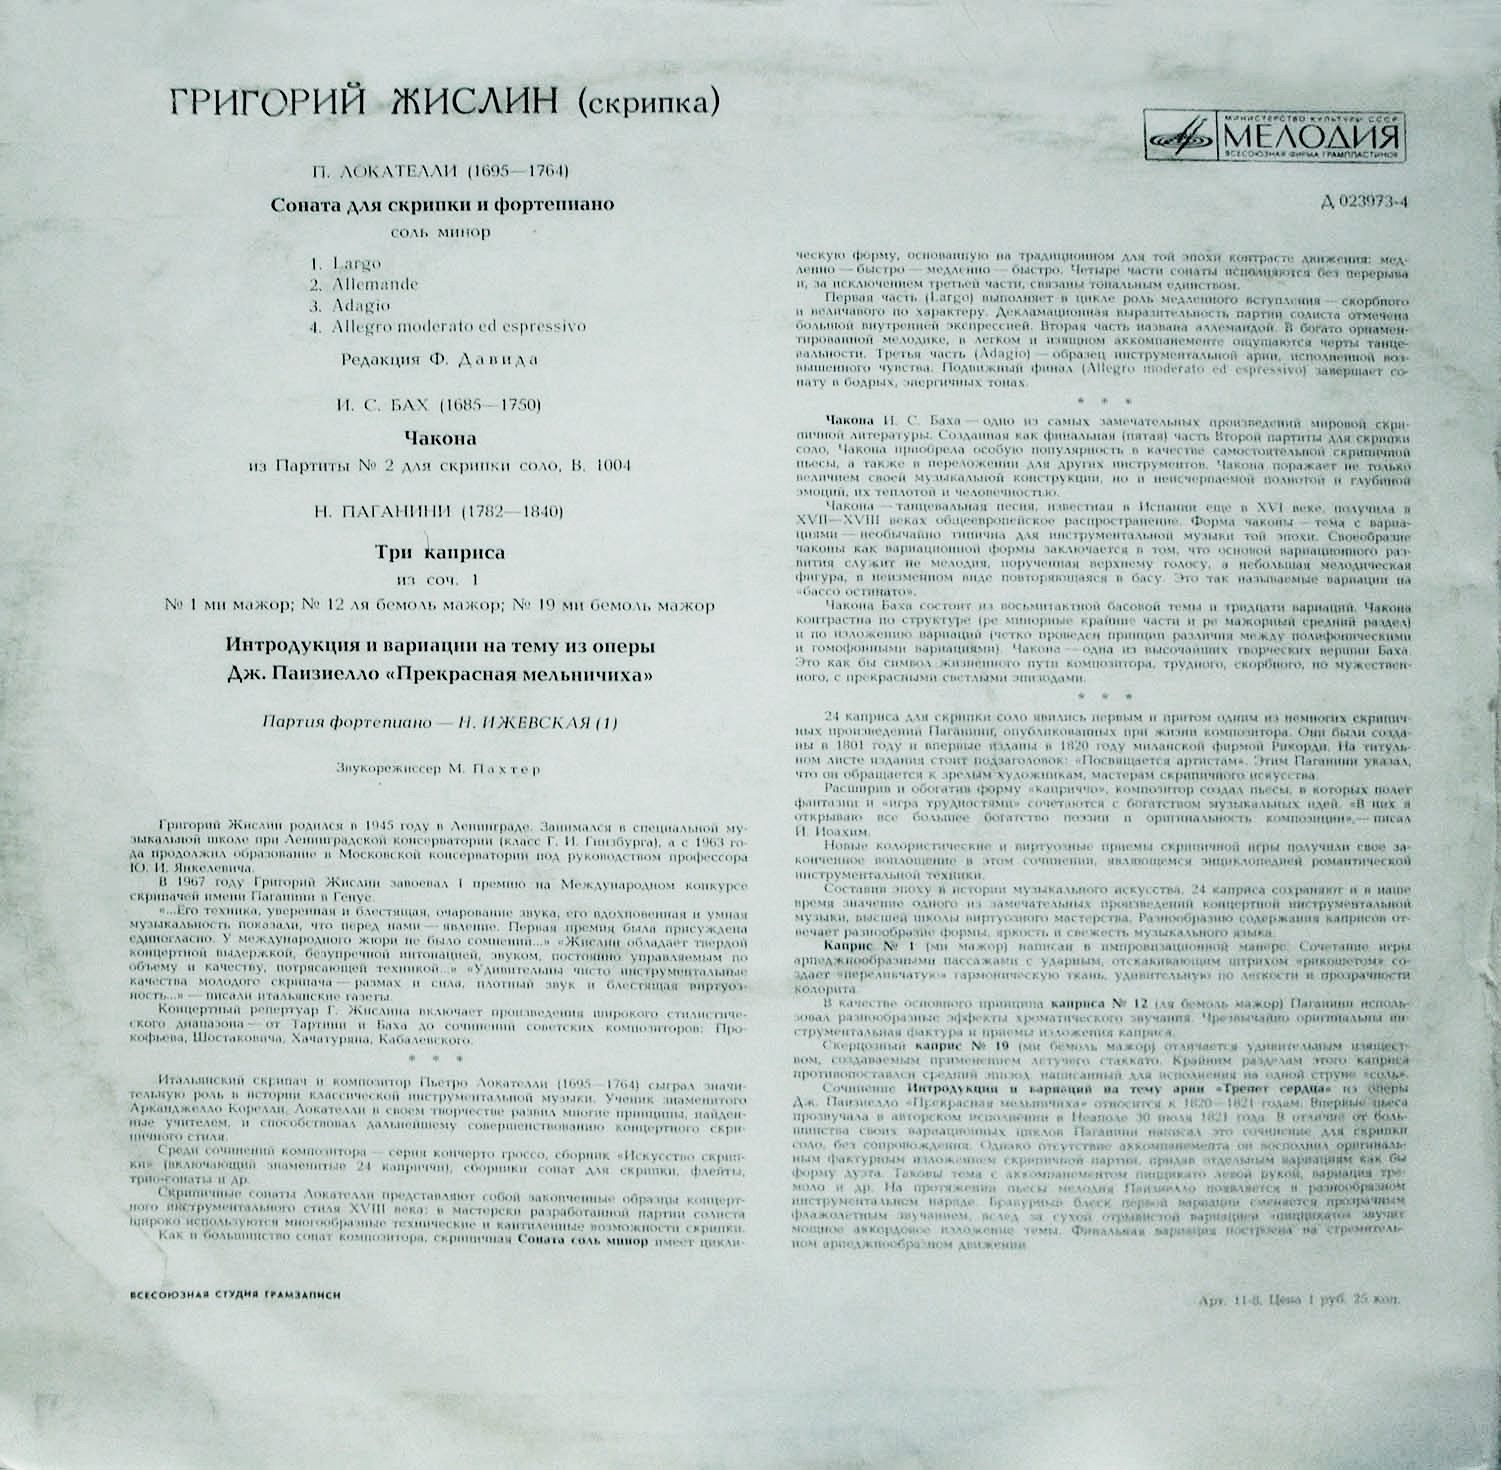 ГРИГОРИЙ ЖИСЛИН (скрипка)
П. ЛОКАТЕЛЛИ (1695—1764)
Соната для скрипки и фортепиано
соль минор
1. Largo
2. Allemande
3. Adagio
4. Allegro moderato ed espressivo
Редакция Ф. Давида
И. С. БАХ (1685—1750)
Чакона
из Партиты № 2 для скрипки соло, В. 1004
Н. ПАГАНИНИ (1782—1840)
Три каприса
из соч. 1
№ 1 ми мажор; № 12 ля бемоль мажор; № 19 ми бемоль мажор
Интродукция и вариации на тему из оперы
Дж. Паизиелло «Прекрасная мельничиха»
Партия фортепиано — Н. ИЖЕВСКАЯ (1)
Звукорежиссер М. Пахтер
Григорий Жислин родился в 1945 году в Ленинграде. Занимался в специальной му-
зыкальной школе при Ленинградской консерватории (класс Г. И. Гинзбурга), а с 1963 го-
да продолжил образование в Московской консерватории под руководством профессора
Ю. И. Янкелевича.
В 1967 году Григорий Жислин завоевал I премию на Международном конкурсе
скрипачей имени Паганини в Генуе.
«...Его техника, уверенная и блестящая, очарование звука, его вдохновенная и умная
музыкальность показали, что перед нами — явление. Первая премия была присуждена
единогласно. У международного жюри не было сомнений...» «Жислин обладает твердой
концертной выдержкой, безупречной интонацией, звуком, постоянно управляемым по
объему и качеству, потрясающей техникой...» «Удивительны чисто инструментальные
качества молодого скрипача — размах и сила, плотный звук и блестящая виртуоз-
ность...» — писали итальянские газеты.
Концертный репертуар Г. Жислина включает произведения широкого стилистиче-
ского диапазона — от Тартини и Баха до сочинений советских композиторов: Про-
кофьева, Шостаковича, Хачатуряна, Кабалевского.
* * *
Итальянский скрипач и композитор Пьетро Локателли (1695—1764) сыграл значи-
тельную роль в истории классической инструментальной музыки. Ученик знаменитого
Арканджелло Корелли, Локателли в своем творчестве развил многие принципы, найден-
ные учителем, и способствовал дальнейшему совершенствованию концертного скри-
пичного стиля.
Среди сочинений композитора — серия кончерто гроссо, сборник «Искусство скрип-
ки» (включающий знаменитые 24 каприччи), сборники сонат для скрипки, флейты,
трио-сонаты и др.
Скрипичные сонаты Локателли представляют собой законченные образцы концерт-
ного инструментального стиля XVIII века: в мастерски разработанной партии солиста
широко используются многообразные технические и кантиленные возможности скрипки.
Как и большинство сонат композитора, скрипичная Соната соль минор имеет цикли-
ВСЕСОЮЗНАЯ СТУДИЯ ГРАМЗАПИСИ
МИНИСТЕРСТВО КУЛЬТУРЫ СССР
МЕЛОДИЯ
ВСЕСОЮЗНАЯ ФИРМА ГРАМПЛАСТИНОК
Д 023973-4
ческую форму, основанную на традиционном для той эпохи контрасте движения: мед-
ленно — быстро — медленно — быстро. Четыре части сонаты исполняются без перерыва
и, за исключением третьей части, связаны тональным единством.
Первая часть (Largo) выполняет в цикле роль медленного вступления — скорбного
и величавого по характеру. Декламационная выразительность партии солиста отмечена
большой внутренней экспрессией. Вторая часть названа аллемандой. В богато орнамен-
тированной мелодике, в легком и изящном аккомпанементе ощущаются черты танце-
вальности. Третья часть (Adagio) — образец инструментальной арии, исполненной воз-
вышенного чувства. Подвижный финал (Allegro moderato ed espressivo) завершает со-
нату в бодрых, энергичных тонах.
* * *
Чакона И. С. Баха — одно из самых замечательных произведений мировой скри-
пичной литературы. Созданная как финальная (пятая) часть Второй партиты для скрипки
соло, Чакона приобрела особую популярность в качестве самостоятельной скрипичной
пьесы, а также в переложении для других инструментов. Чакона поражает не только
величием своей музыкальной конструкции, но и неисчерпаемой полнотой и глубиной
эмоций, их теплотой и человечностью.
Чакона — танцевальная песня, известная в Испании еще в XVI веке, получила в
XVII—XVIII веках общеевропейское распространение. Форма чаконы — тема с вариа-
циями — необычайно типична для инструментальной музыки той эпохи. Своеобразие
чаконы как вариационной формы заключается в том, что основой вариационного раз-
вития служит не мелодия, порученная верхнему голосу, а небольшая мелодическая
фигура, в неизменном виде повторяющаяся в басу. Это так называемые вариации на
«бассо остинато».
Чакона Баха состоит из восьмитактной басовой темы и тридцати вариаций. Чакона
контрастна по структуре (ре минорные крайние части и ре мажорный средний раздел)
и по изложению вариаций (четко проведен принцип различия между полифоническими
и гомофонными вариациями). Чакона — одна из высочайших творческих вершин Баха.
Это как бы символ жизненного пути композитора, трудного, скорбного, но мужествен-
ного, с прекрасными светлыми эпизодами.
* * *
24 каприса для скрипки соло явились первым и притом одним из немногих скрипич-
ных произведений Паганини, опубликованных при жизни композитора. Они были созда-
ны в 1801 году и впервые изданы в 1820 году миланской фирмой Рикорди. На титуль-
ном листе издания стоит подзаголовок: «Посвящается артистам». Этим Паганини указал,
что он обращается к зрелым художникам, мастерам скрипичного искусства.
Расширив и обогатив форму «каприччо», композитор создал пьесы, в которых полет
фантазии и «игра трудностями» сочетаются с богатством музыкальных идей. «В них я
открываю все большее богатство поэзии и оригинальность композиции»,— писал
И. Иоахим.
Новые колористические и виртуозные приемы скрипичной игры получили свое за-
конченное воплощение в этом сочинении, являющемся энциклопедией романтической
инструментальной техники.
Составив эпоху в истории музыкального искусства, 24 каприса сохраняют и в наше
время значение одного из замечательных произведений концертной инструментальной
музыки, высшей школы виртуозного мастерства. Разнообразию содержания каприсов от-
вечает разнообразие формы, яркость и свежесть музыкального языка.
Каприс № 1 (ми мажор) написан в импровизационной манере. Сочетание игры
арпеджиообразными пассажами с ударным, отскакивающим штрихом «рикошетом» со-
здает «переливчатую» гармоническую ткань, удивительную по легкости и прозрачности
колорита.
В качестве основного принципа каприса № 12 (ля бемоль мажор) Паганини исполь-
зовал разнообразные эффекты хроматического звучания. Чрезвычайно оригинальны ин-
струментальная фактура и приемы изложения каприса.
Скерцозный каприс № 19 (ми бемоль мажор) отличается удивительным изящест-
вом, создаваемым применением летучего стаккато. Крайним разделам этого каприса
противопоставлен средний эпизод, написанный для исполнения на одной струне «соль».
Сочинение Интродукции и вариаций на тему арии «Трепет сердца» из оперы
Дж. Паизиелло «Прекрасная мельничиха» относится к 1820—1821 годам. Впервые пьеса
прозвучала в авторском исполнении в Неаполе 30 июля 1821 года. В отличие от боль-
шинства своих вариационных циклов Паганини написал это сочинение для скрипки
соло, без сопровождения. Однако отсутствие аккомпанемента он восполнил оригиналь-
ным фактурным изложением скрипичной партии, придав отдельным вариациям как бы
форму дуэта. Таковы тема с аккомпанементом пиццикато левой рукой, вариация тре-
моло и др. На протяжении пьесы мелодия Паизиелло появляется в разнообразном
инструментальном наряде. Бравурный блеск первой вариации сменяется прозрачным
флажолетным звучанием, вслед за сухой отрывистой вариацией «пиццикато» звучит
мощное аккордовое изложение темы. Финальная вариация построена на стремитель-
ном арпеджиообразном движении.
Арт. 11-8. Цена 1 руб. 25 коп.